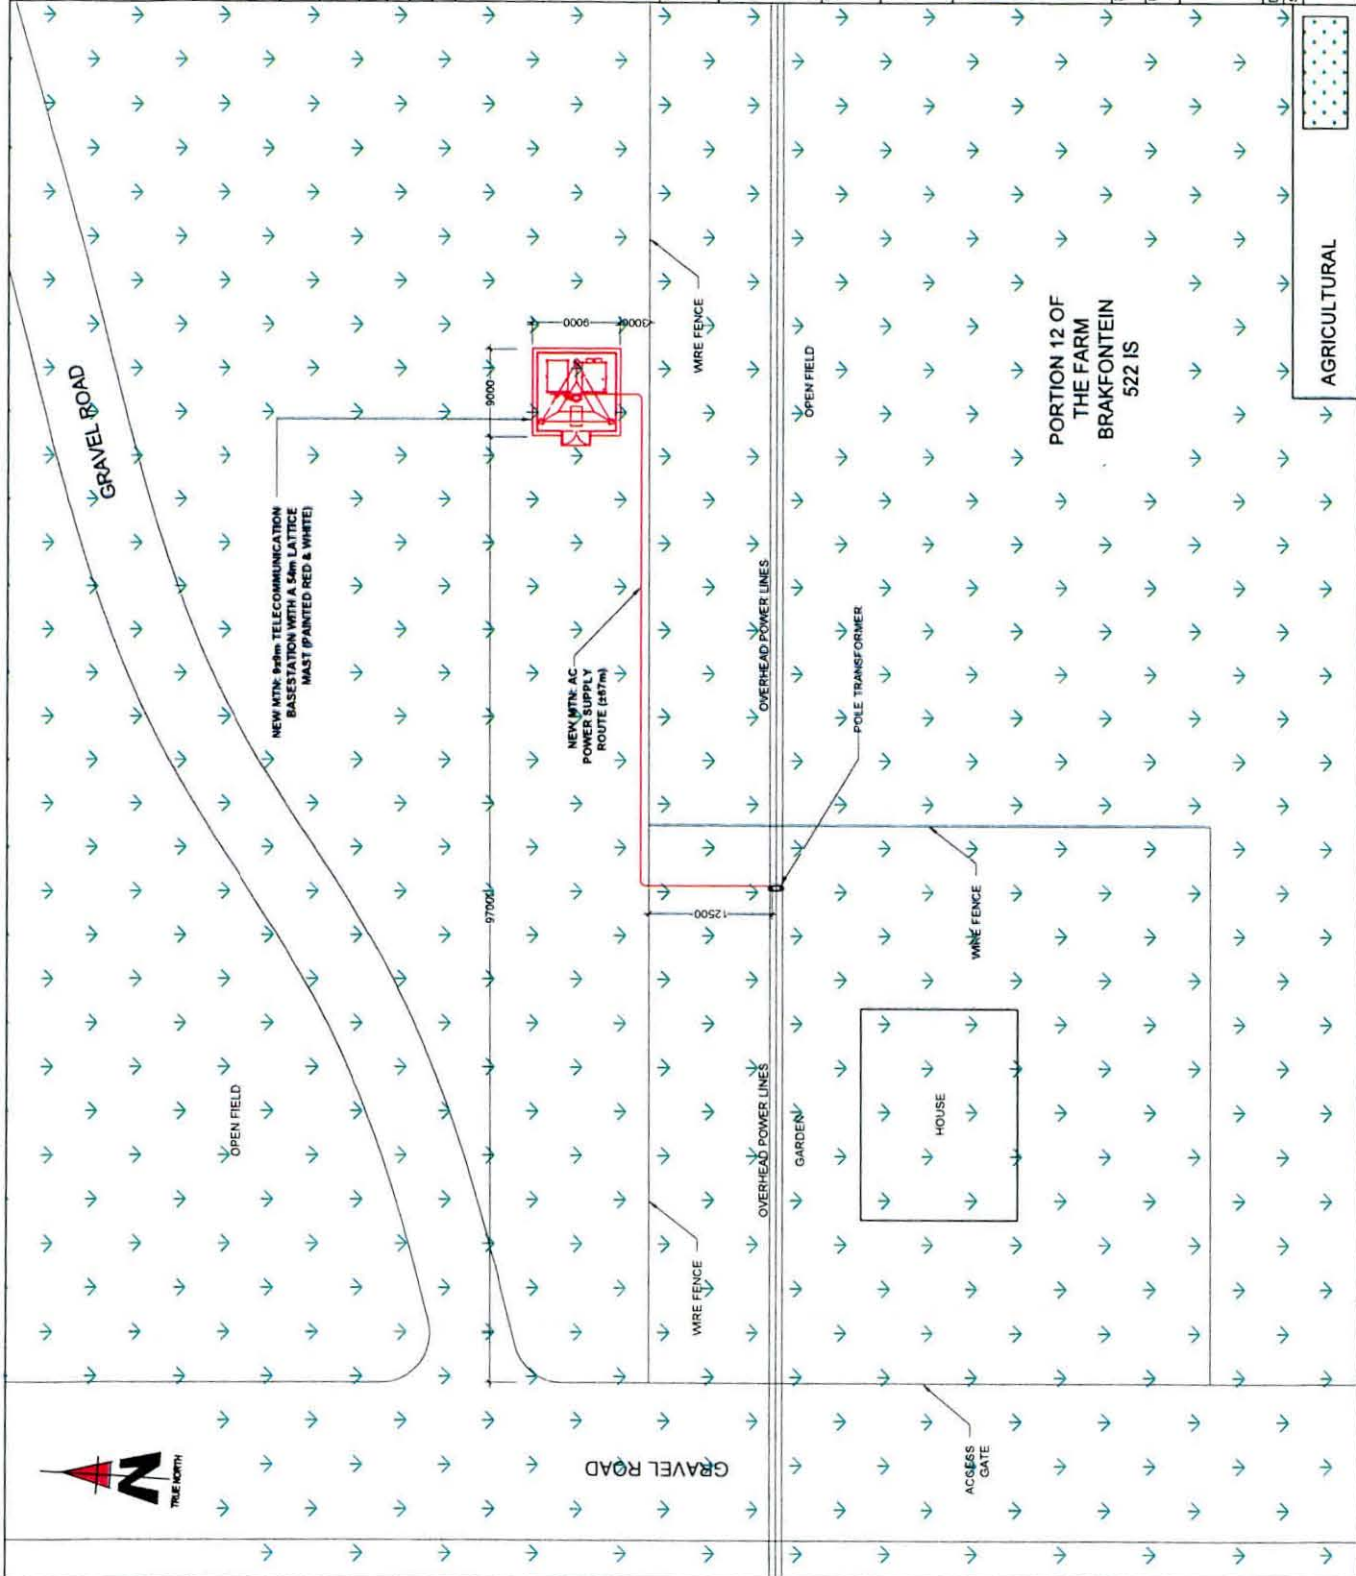 GRAVEL ROAD
NEW MTN: 9x9m TELECOMMUNICATION
BASESTATION WITH A 54m LATTICE
MAST (PAINTED RED & WHITE)
9000
9000
3000
WIRE FENCE
OPEN FIELD
PORTION 12 OF
THE FARM
BRAKFONTEIN
522 IS
AGRICULTURAL
NEW MTN: AC
POWER SUPPLY
ROUTE (±67m)
OVERHEAD POWER LINES
POLE TRANSFORMER
97000
12500
WIRE FENCE
OPEN FIELD
OVERHEAD POWER LINES
GARDEN
HOUSE
WIRE FENCE
GRAVEL ROAD
ACCESS
GATE
N
TRUE NORTH